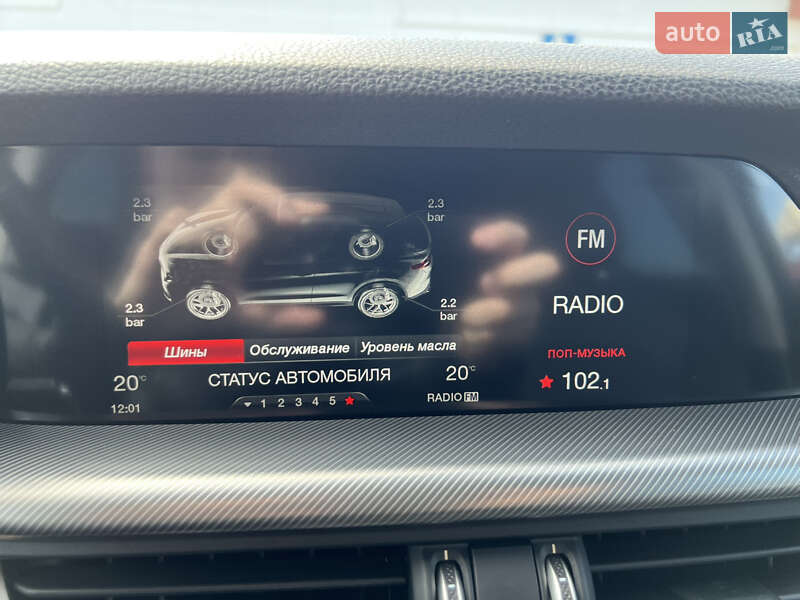 auto RIA.com
2.3 bar
2.3 bar
FM
2.3 bar
2.2 bar
RADIO
Шины Обслуживание Уровень масла
ПОП-МУЗЫКА
20°C СТАТУС АВТОМОБИЛЯ 20°C
★ 102.1
12:01 1 2 3 4 5 ★ RADIO FM